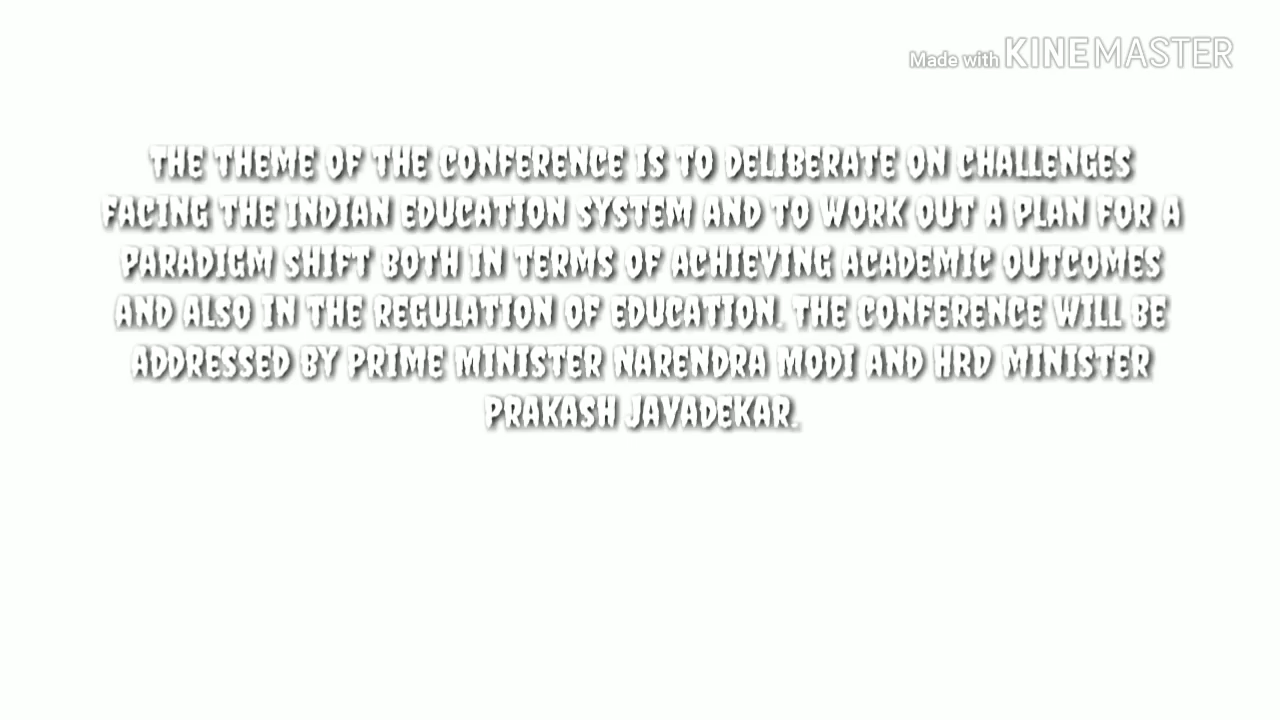 Made with KINEMASTER
THE THEME OF THE CONFERENCE IS TO DELIBERATE ON CHALLENGES
FACING THE INDIAN EDUCATION SYSTEM AND TO WORK OUT A PLAN FOR A
PARADIGM SHIFT BOTH IN TERMS OF ACHIEVING ACADEMIC OUTCOMES
AND ALSO IN THE REGULATION OF EDUCATION. THE CONFERENCE WILL BE
ADDRESSED BY PRIME MINISTER NARENDRA MODI AND HRD MINISTER
PRAKASH JAVADEKAR.